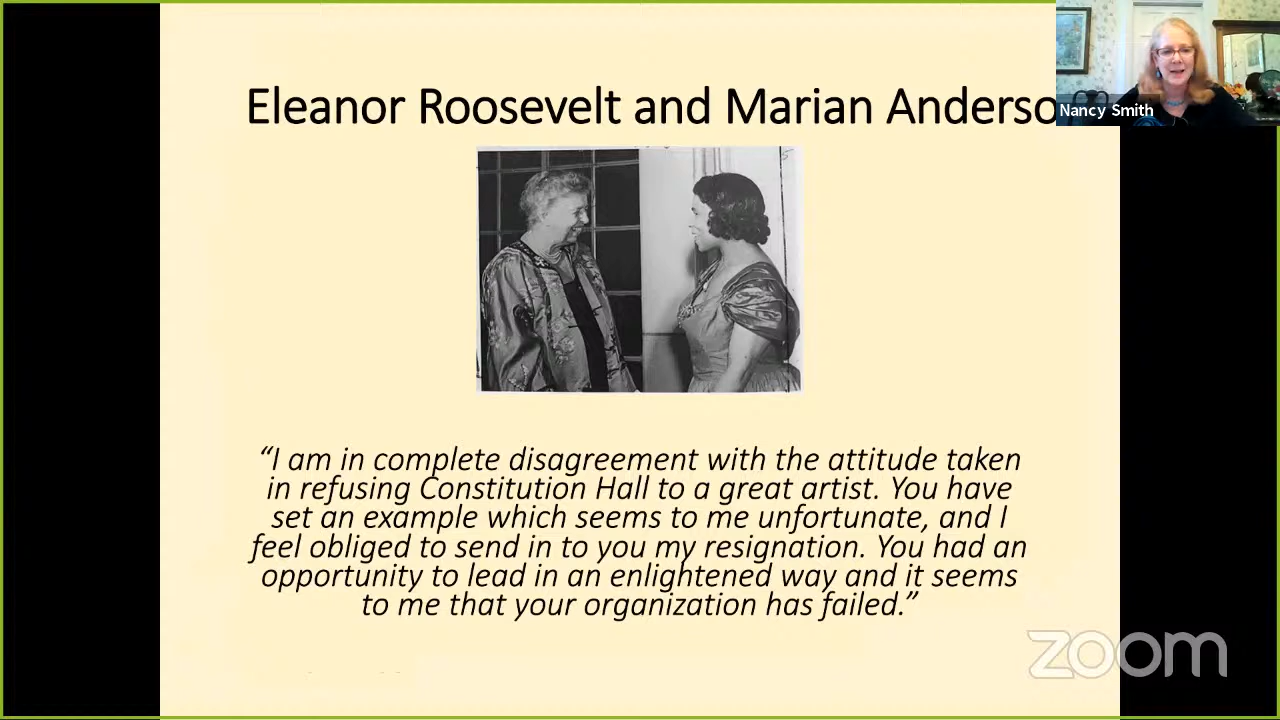 Eleanor Roosevelt and Marian Anderso
Nancy Smith
“I am in complete disagreement with the attitude taken
in refusing Constitution Hall to a great artist. You have
set an example which seems to me unfortunate, and I
feel obliged to send in to you my resignation. You had an
opportunity to lead in an enlightened way and it seems
to me that your organization has failed.”
zoom